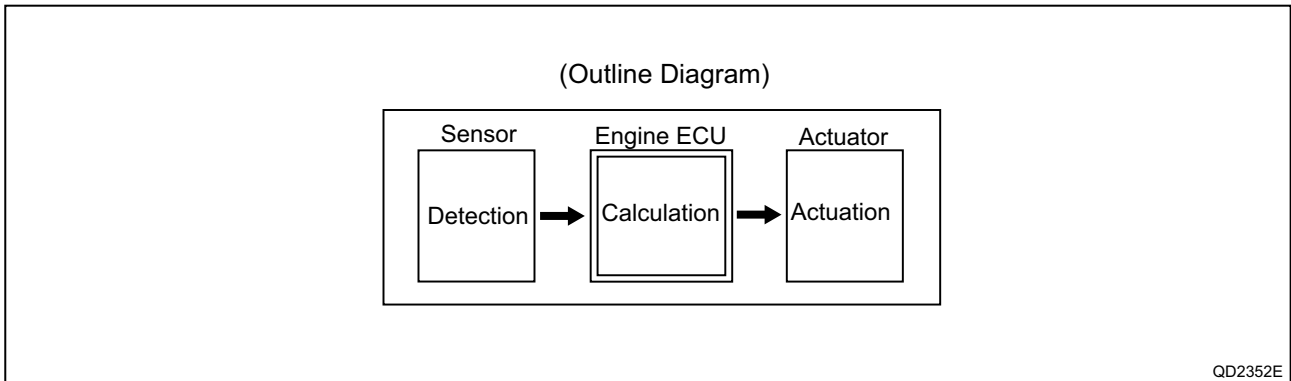 (Outline Diagram)
Sensor
Engine ECU
Actuator
Detection
Calculation
Actuation
QD2352E